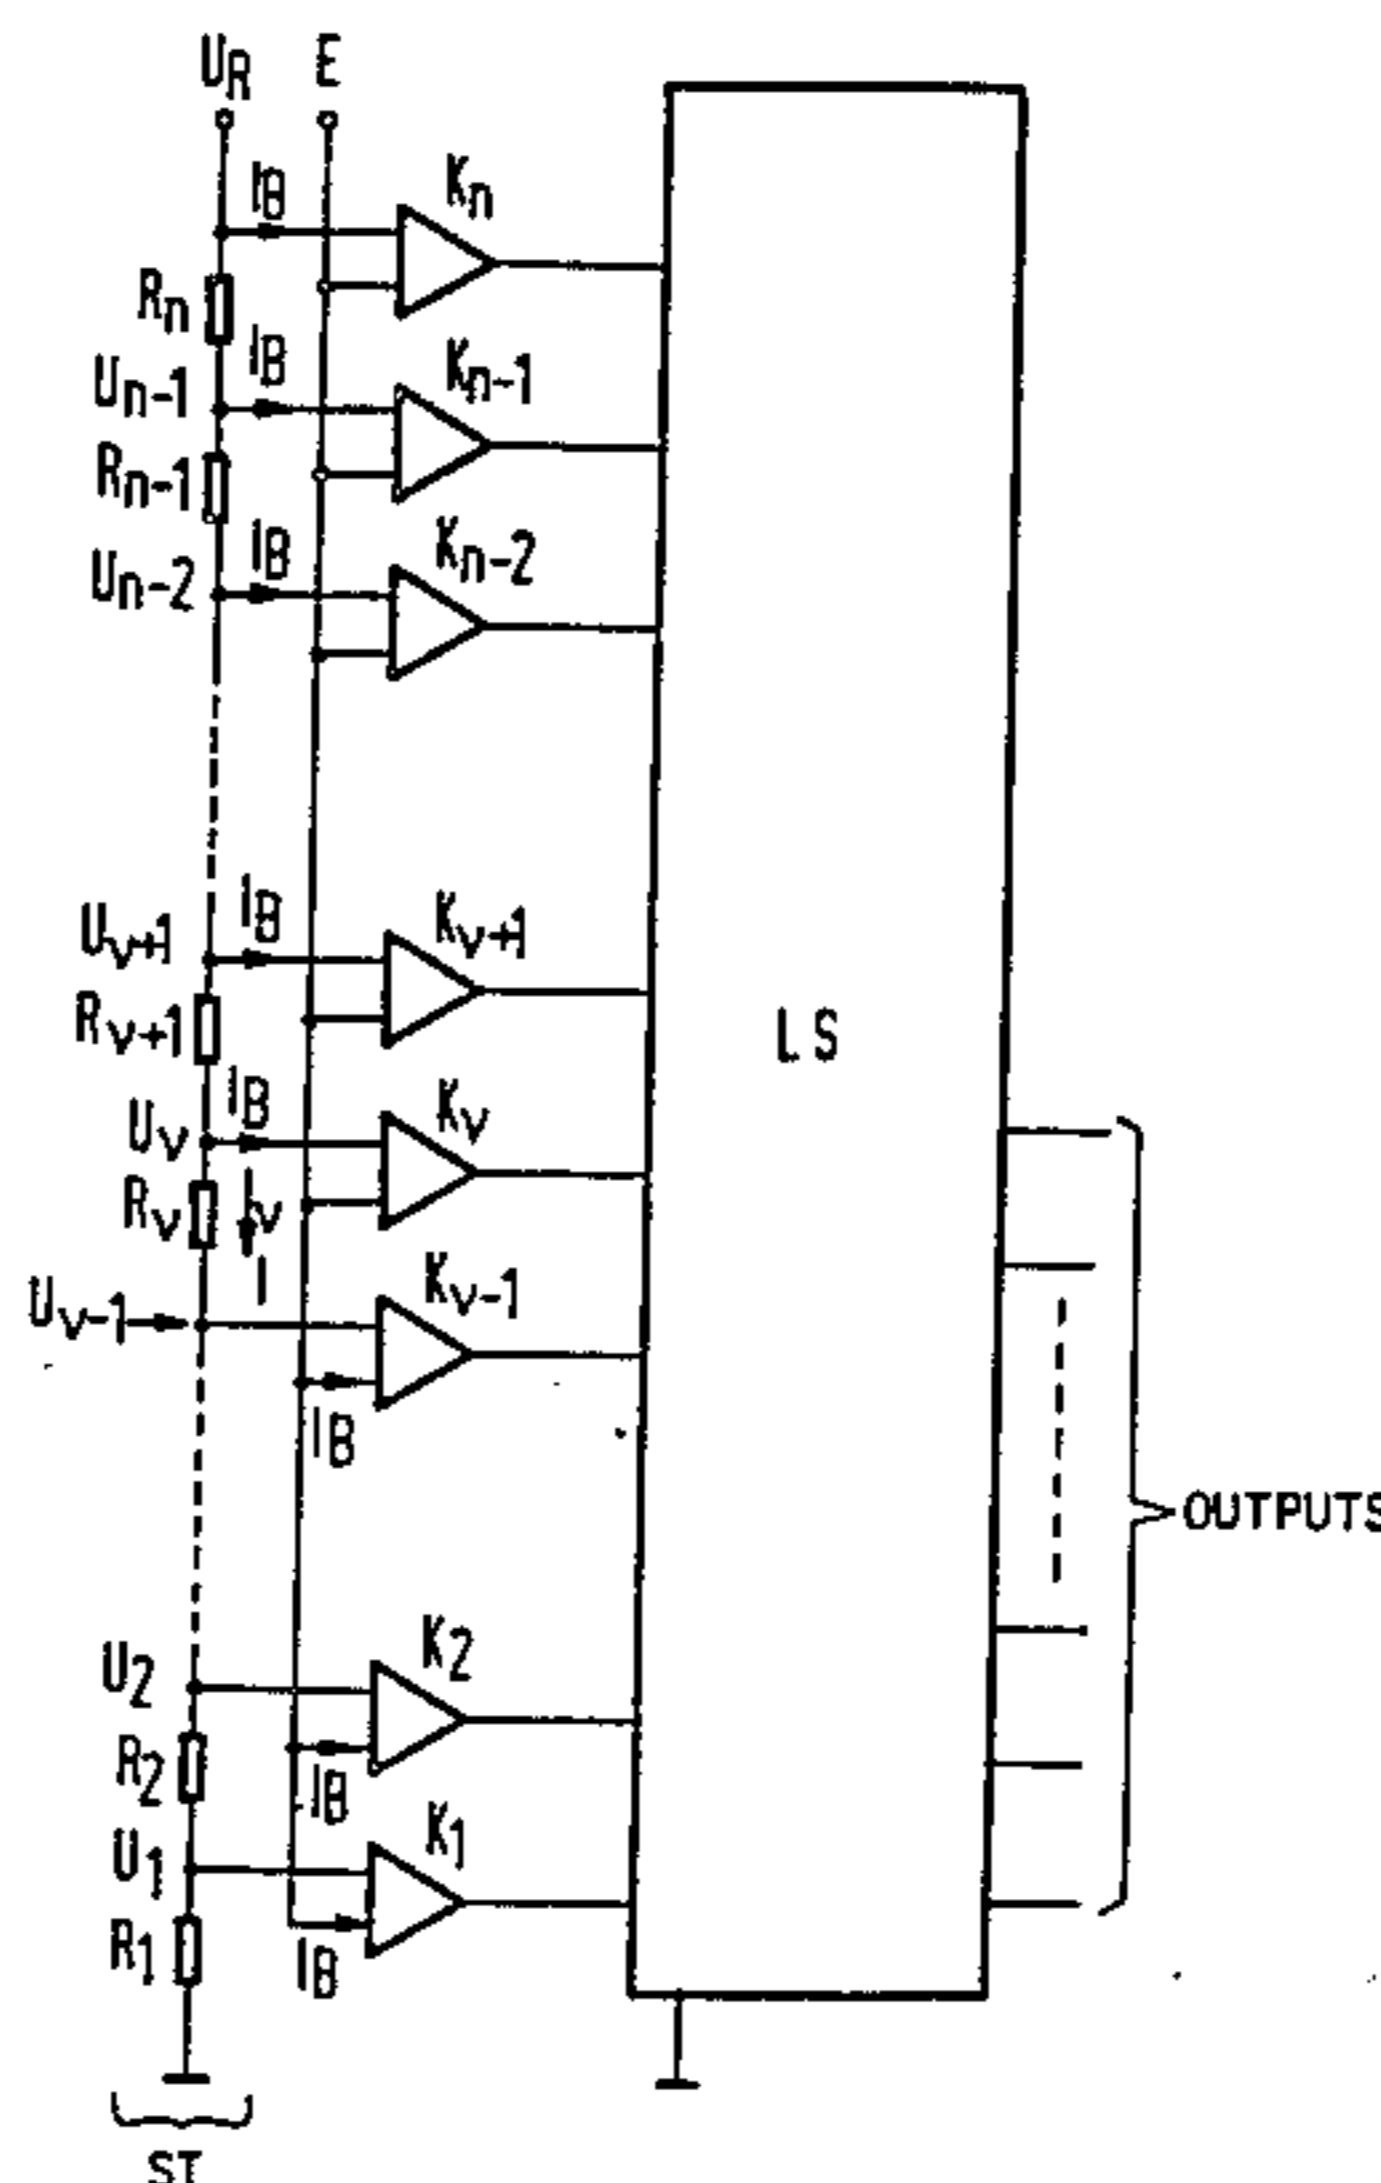 UR E
IB Kn
Rn
IB Kn-1
Un-1
Rn-1
IB Kn-2
Un-2
IB Kv+1
Uv+1
Rv+1
LS
IB Kv
Uv
Rv Iv
Kv-1
Uv-1
IB
OUTPUTS
K2
U2
R2
IB
K1
U1
R1
IB
ST